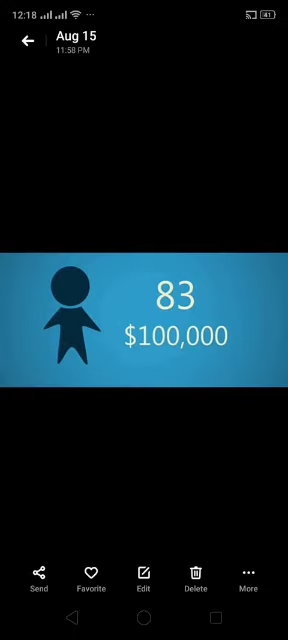 12:18 41
Aug 15
11:58 PM
83
$100,000
Send Favorite Edit Delete More